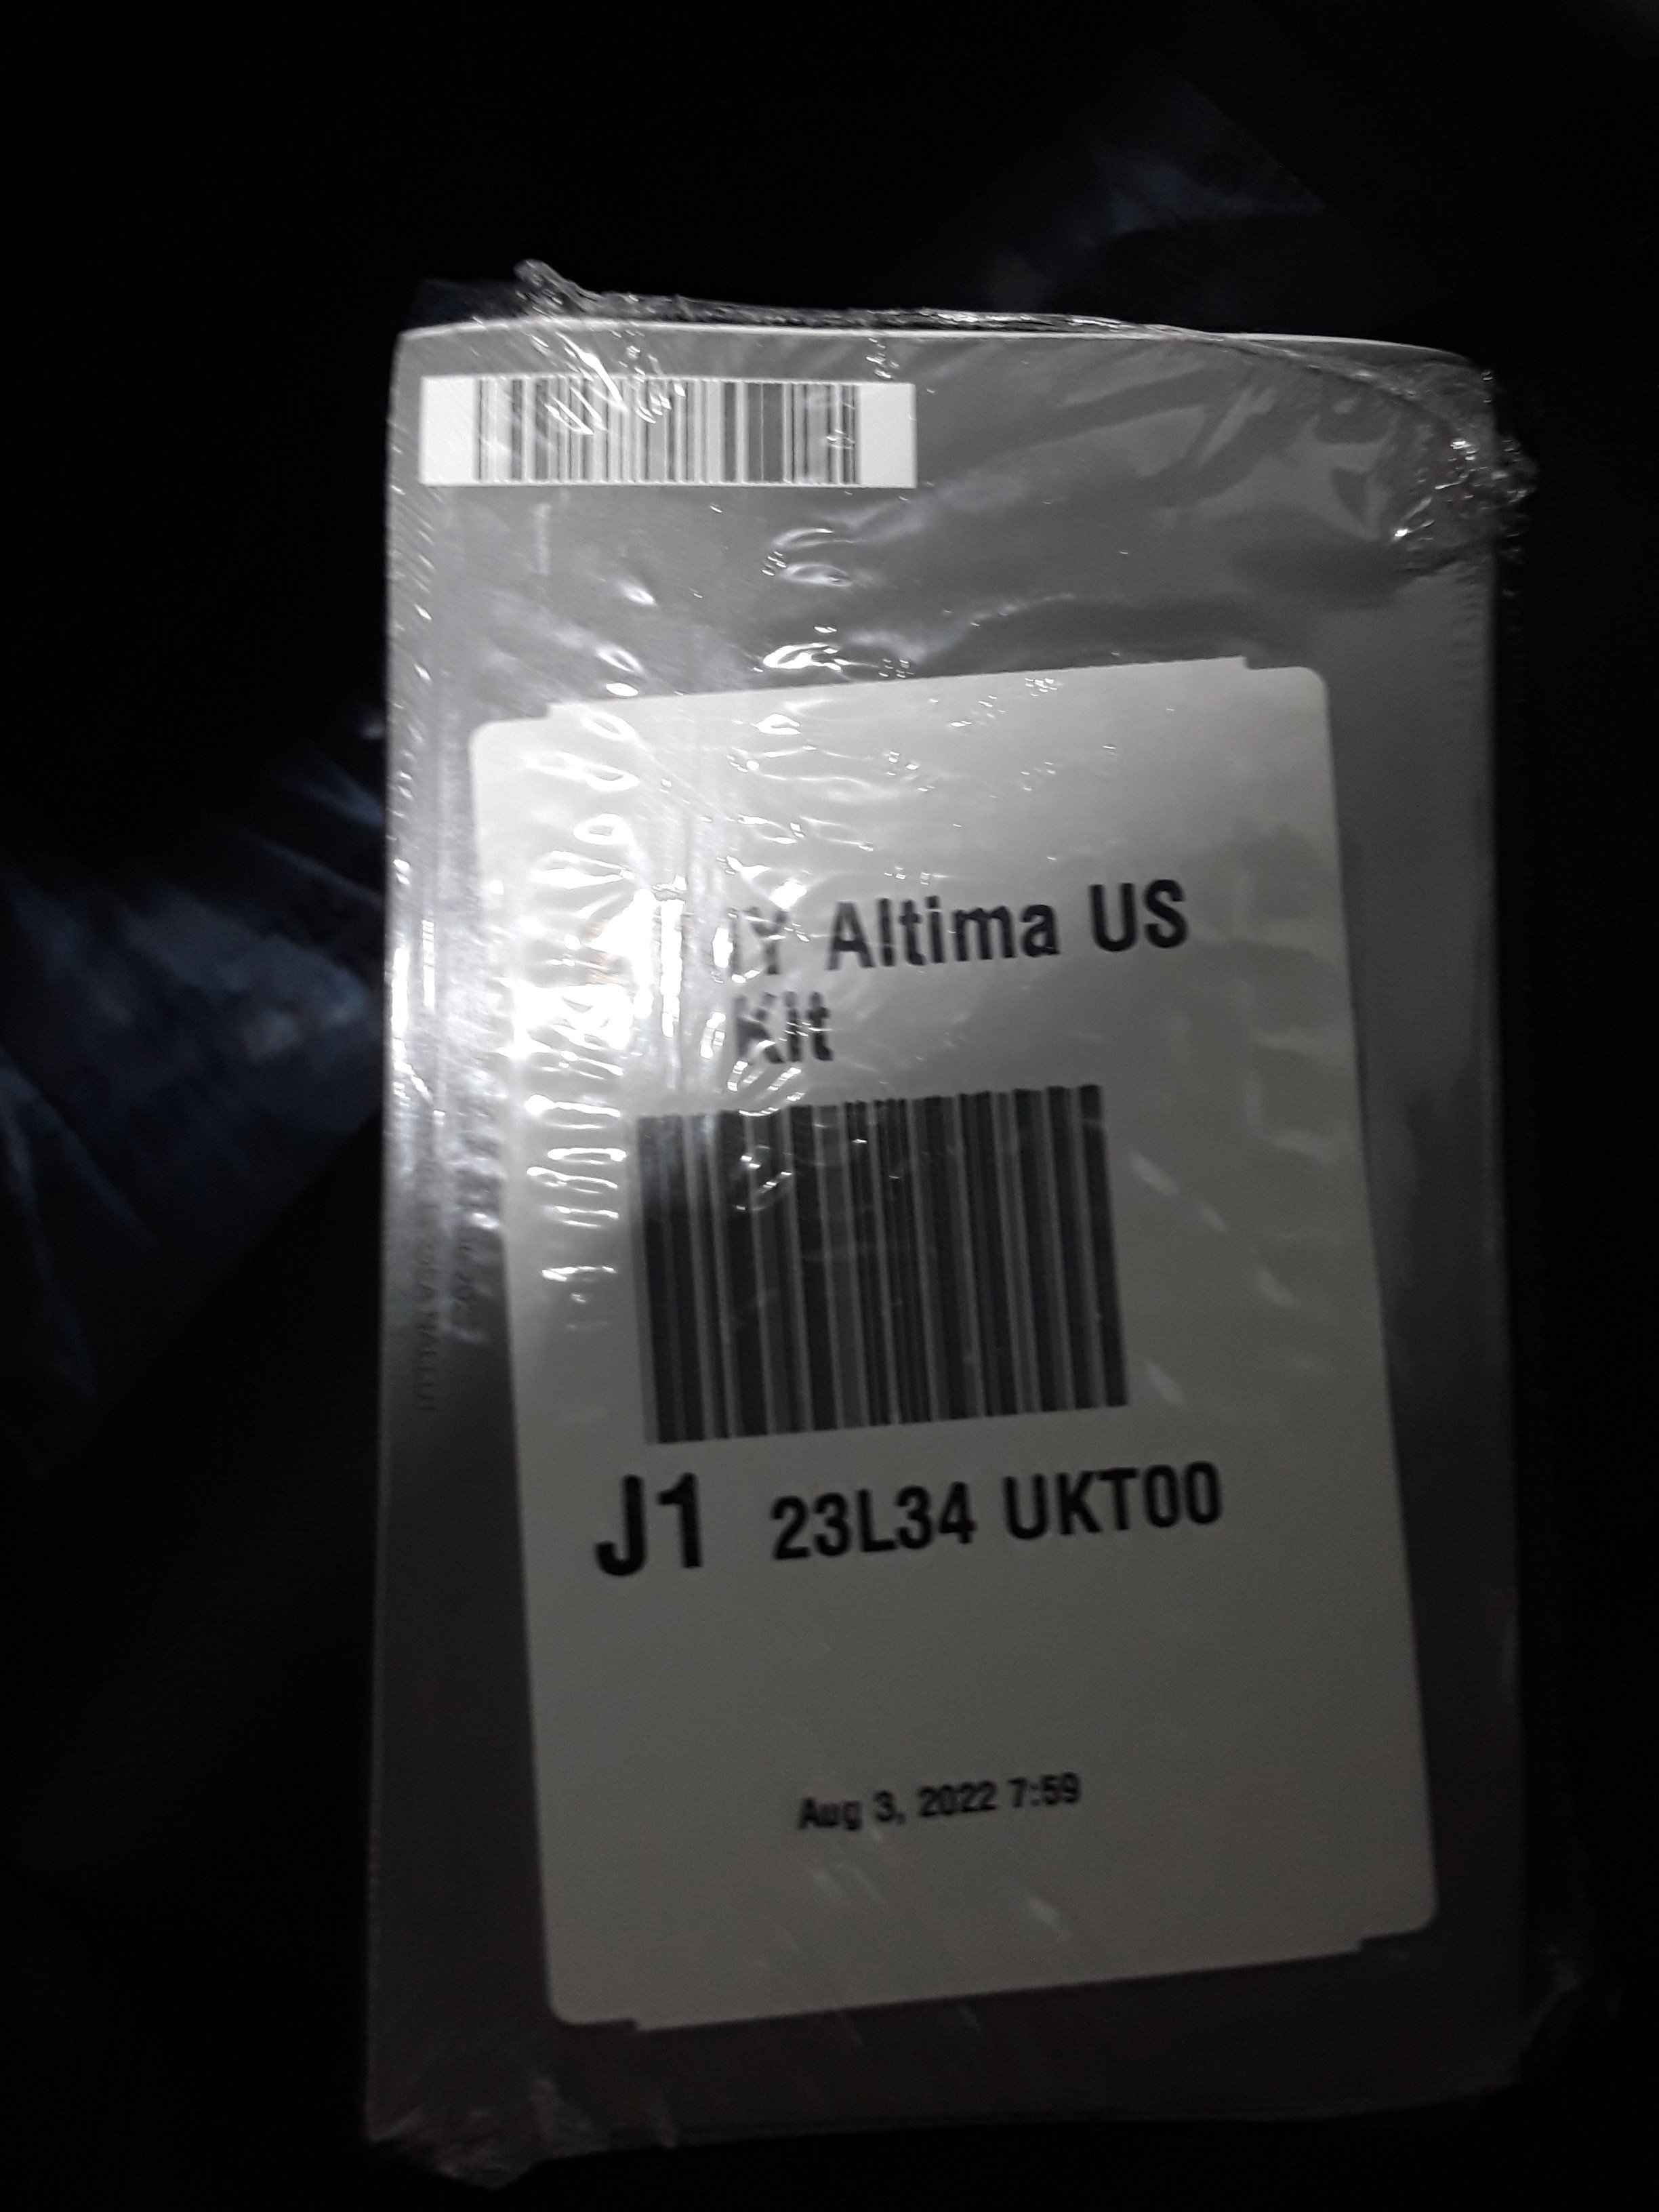 Altima US
Kit
J1 23L34 UKT00
Aug 3, 2022 7:59